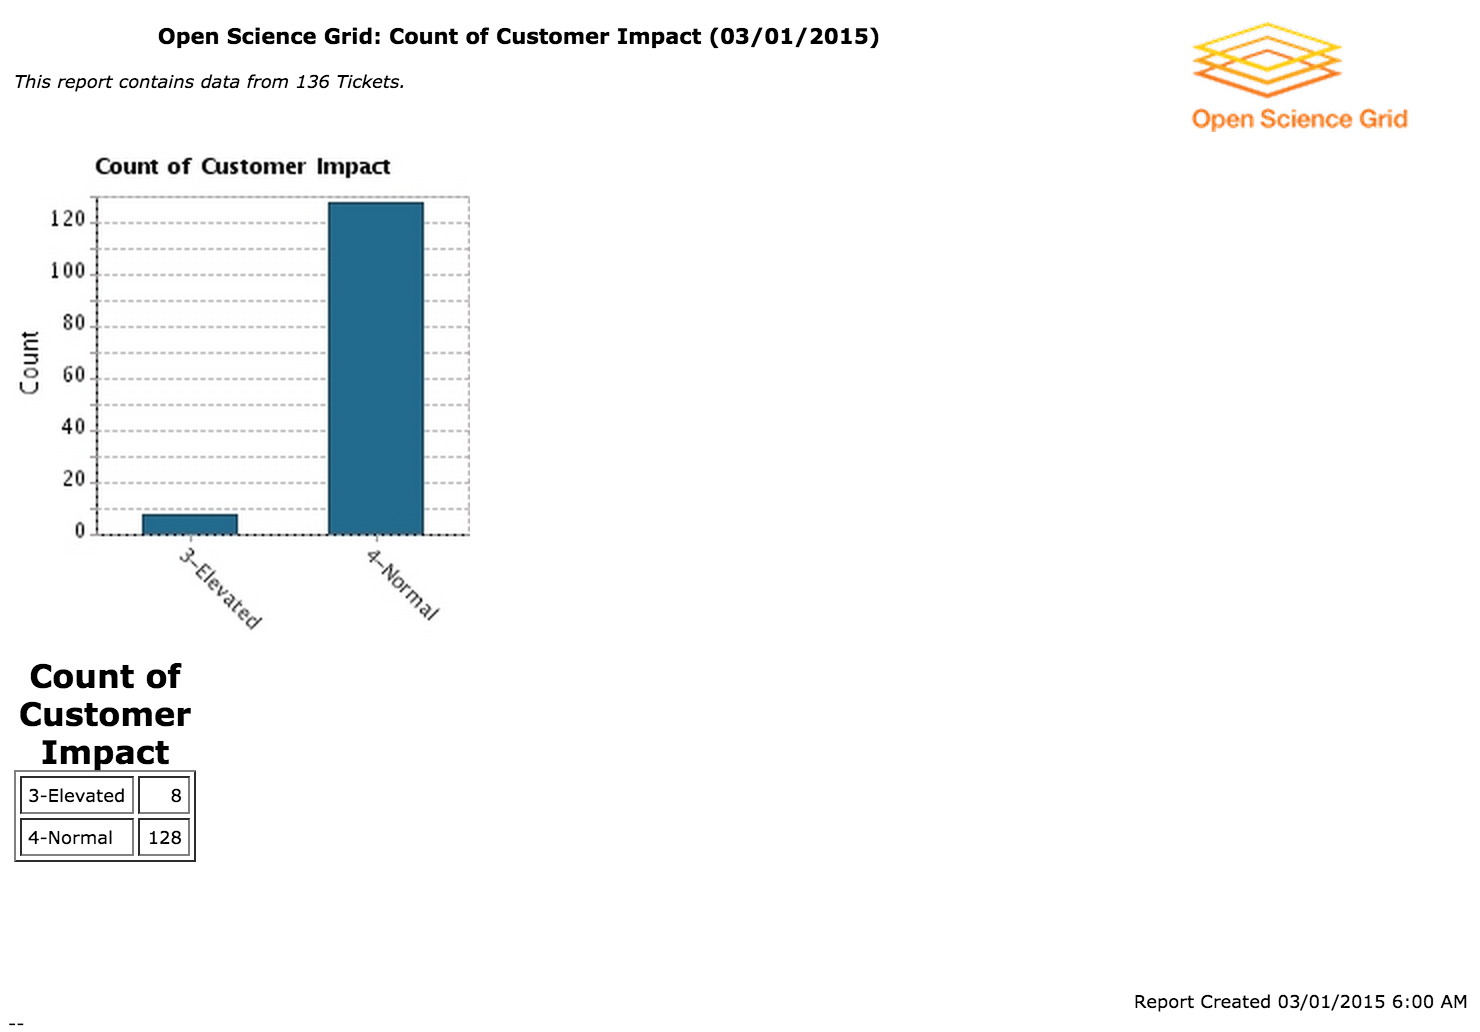 Open Science Grid: Count of Customer Impact (03/01/2015)
This report contains data from 136 Tickets.
Open Science Grid
Count of Customer Impact
120
100
80
60
40
20
0
Count
3-Elevated
4-Normal
Count of
Customer
Impact
3-Elevated 8
4-Normal 128
Report Created 03/01/2015 6:00 AM
--